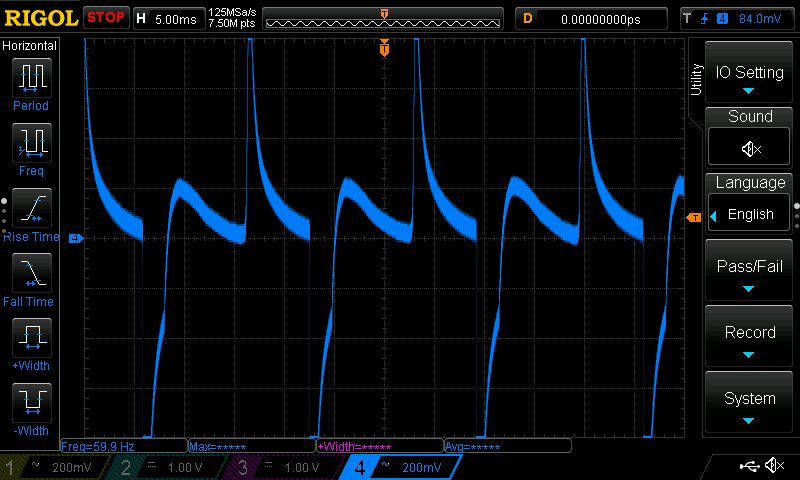 RIGOL STOP H 5.00ms 125MSa/s 7.50M pts T D 0.00000000ps T 4 84.0mV
Horizontal
Period
Freq
Rise Time
Fall Time
+Width
-Width
T
4
T
Utility
IO Setting
Sound
Language
English
Pass/Fail
Record
System
Freq=59.9 Hz Max=***** +Width=***** Avg=*****
1 ~ 200mV 2 1.00 V 3 1.00 V 4 ~ 200mV